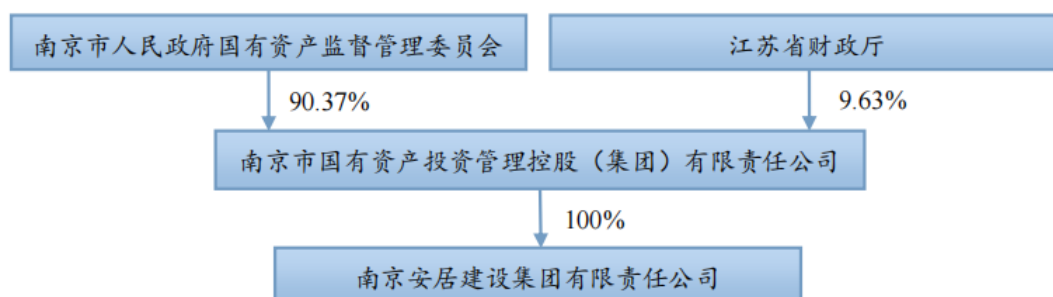 南京市人民政府国有资产监督管理委员会
江苏省财政厅
90.37%
9.63%
南京市国有资产投资管理控股（集团）有限责任公司
100%
南京安居建设集团有限责任公司